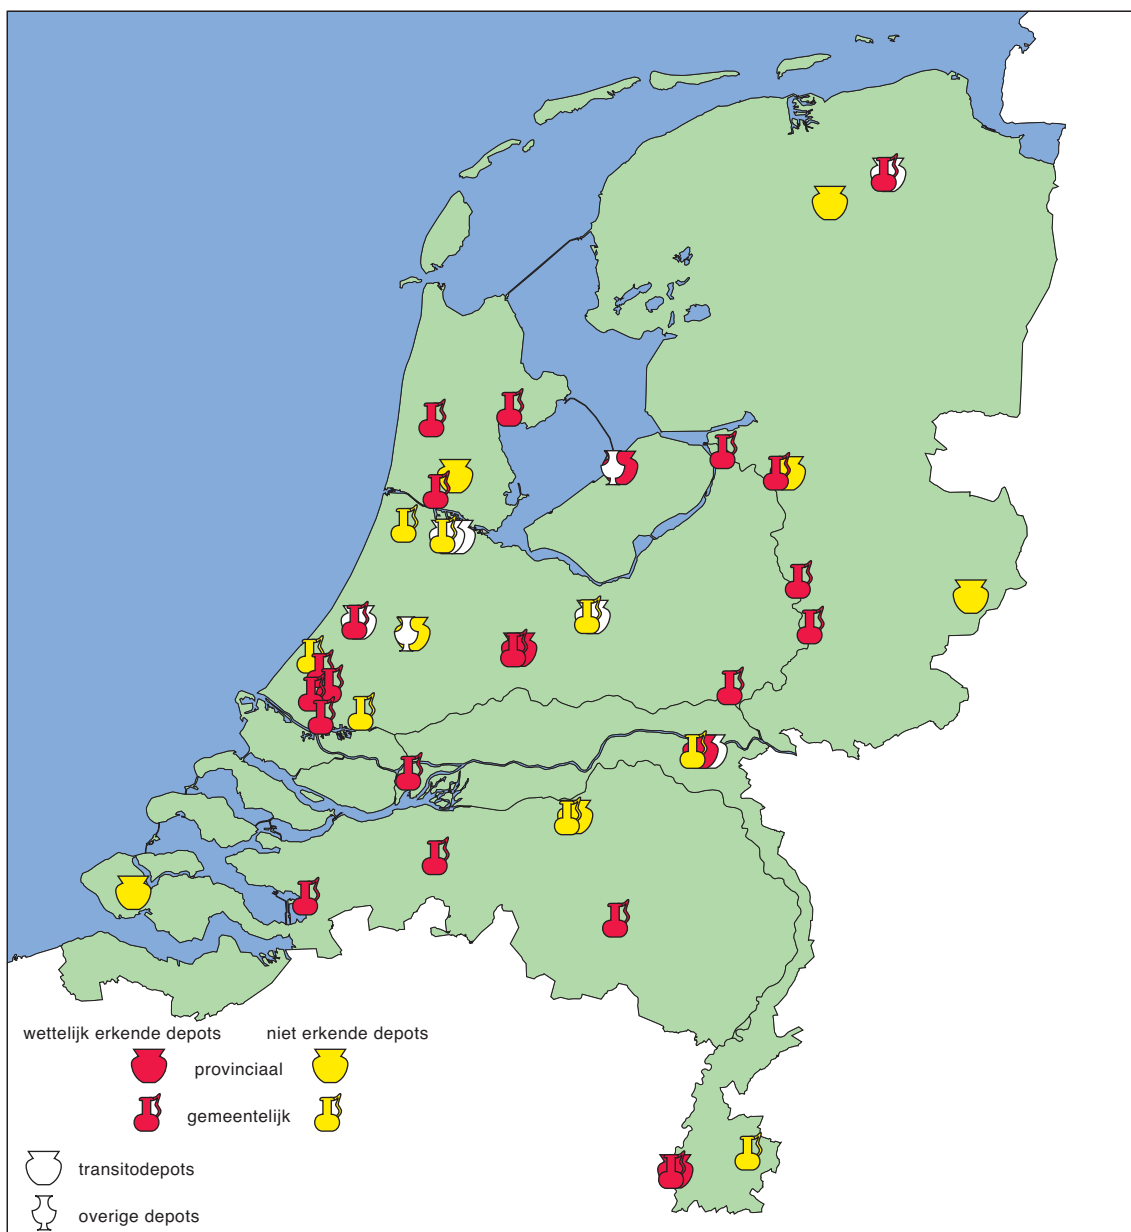 wettelijk erkende depots niet erkende depots
provinciaal
gemeentelijk
transitodepots
overige depots